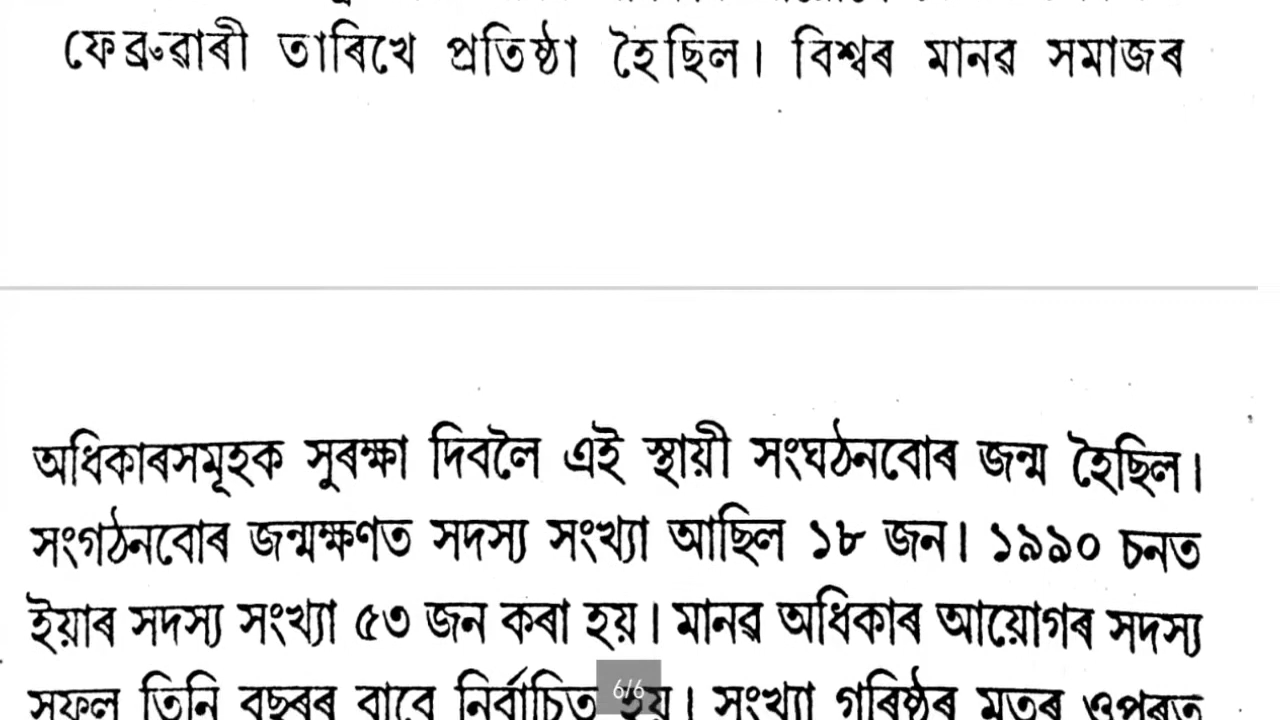 ফেব্ৰুৱাৰী তাৰিখে প্ৰতিষ্ঠা হৈছিল। বিশ্বৰ মানৱ সমাজৰ
অধিকাৰসমূহক সুৰক্ষা দিবলৈ এই স্থায়ী সংঘঠনবোৰ জন্ম হৈছিল।
সংগঠনবোৰ জন্মক্ষণত সদস্য সংখ্যা আছিল ১৮ জন। ১৯৯০ চনত
ইয়াৰ সদস্য সংখ্যা ৫৩ জন কৰা হয়। মানৱ অধিকাৰ আয়োগৰ সদস্য
সকল তিনি বছৰৰ বাবে নিৰ্বাচিত হয়। সংখ্যা গৰিষ্ঠৰ মতৰ ওপৰত
6/6